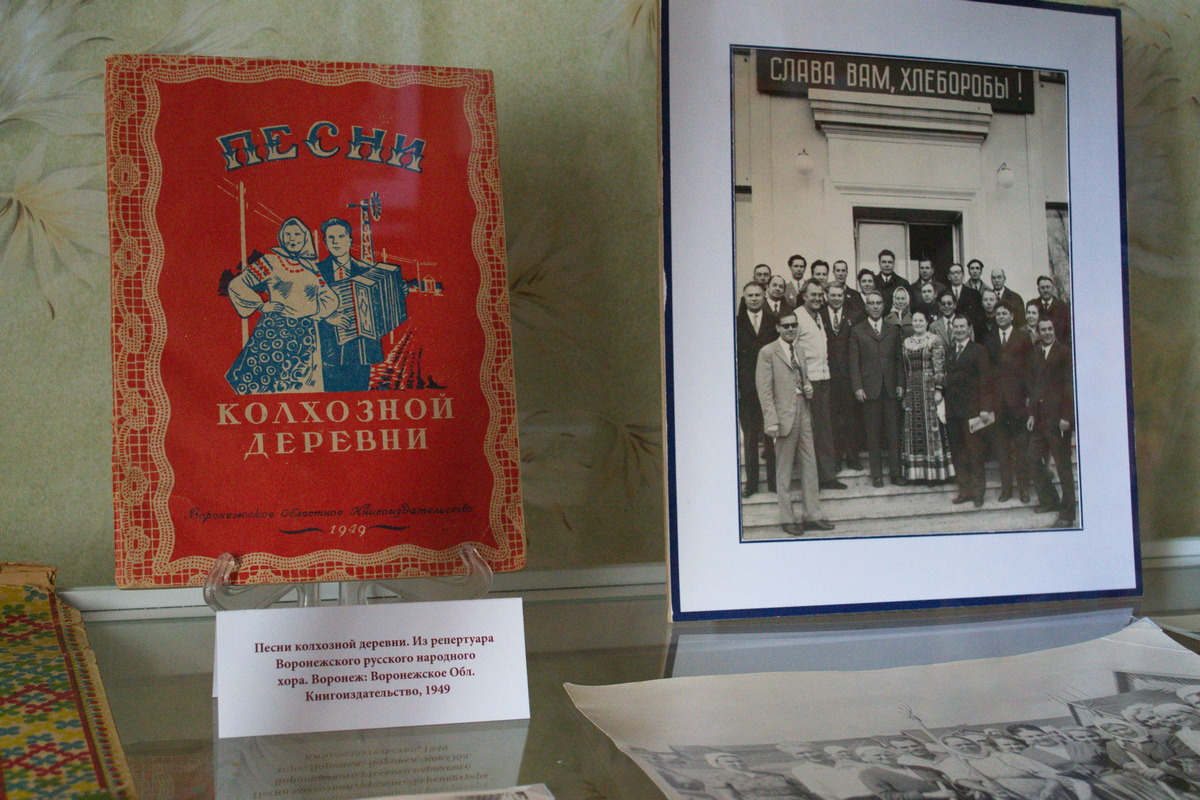 ПЕСНИ
КОЛХОЗНОЙ
ДЕРЕВНИ
Воронежское Областное Книгоиздательство
1949
СЛАВА ВАМ, ХЛЕБОРОБЫ !
Песни колхозной деревни. Из репертуара
Воронежского русского народного
хора. Воронеж: Воронежское Обл.
Книгоиздательство, 1949